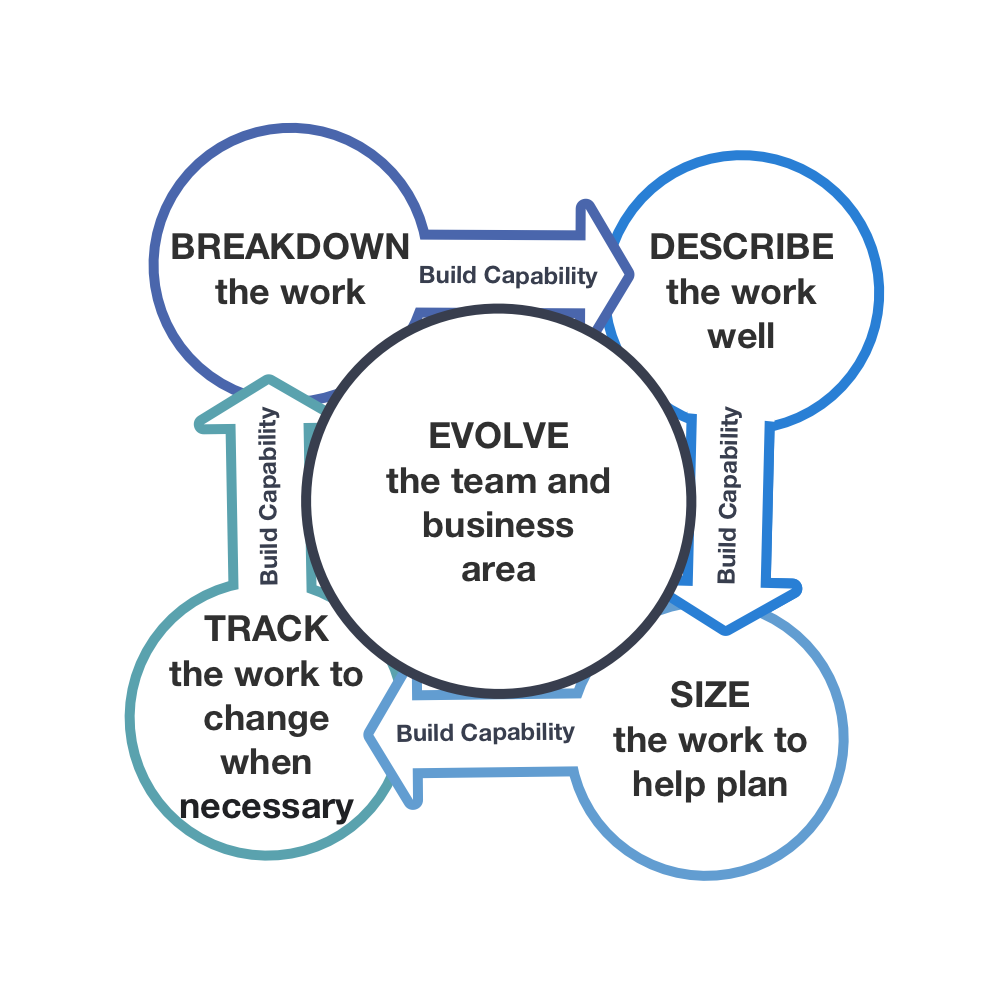 BREAKDOWN
the work
Build Capability
DESCRIBE
the work
well
Build Capability
EVOLVE
the team and
business
area
Build Capability
TRACK
the work to
change
when
necessary
Build Capability
SIZE
the work to
help plan